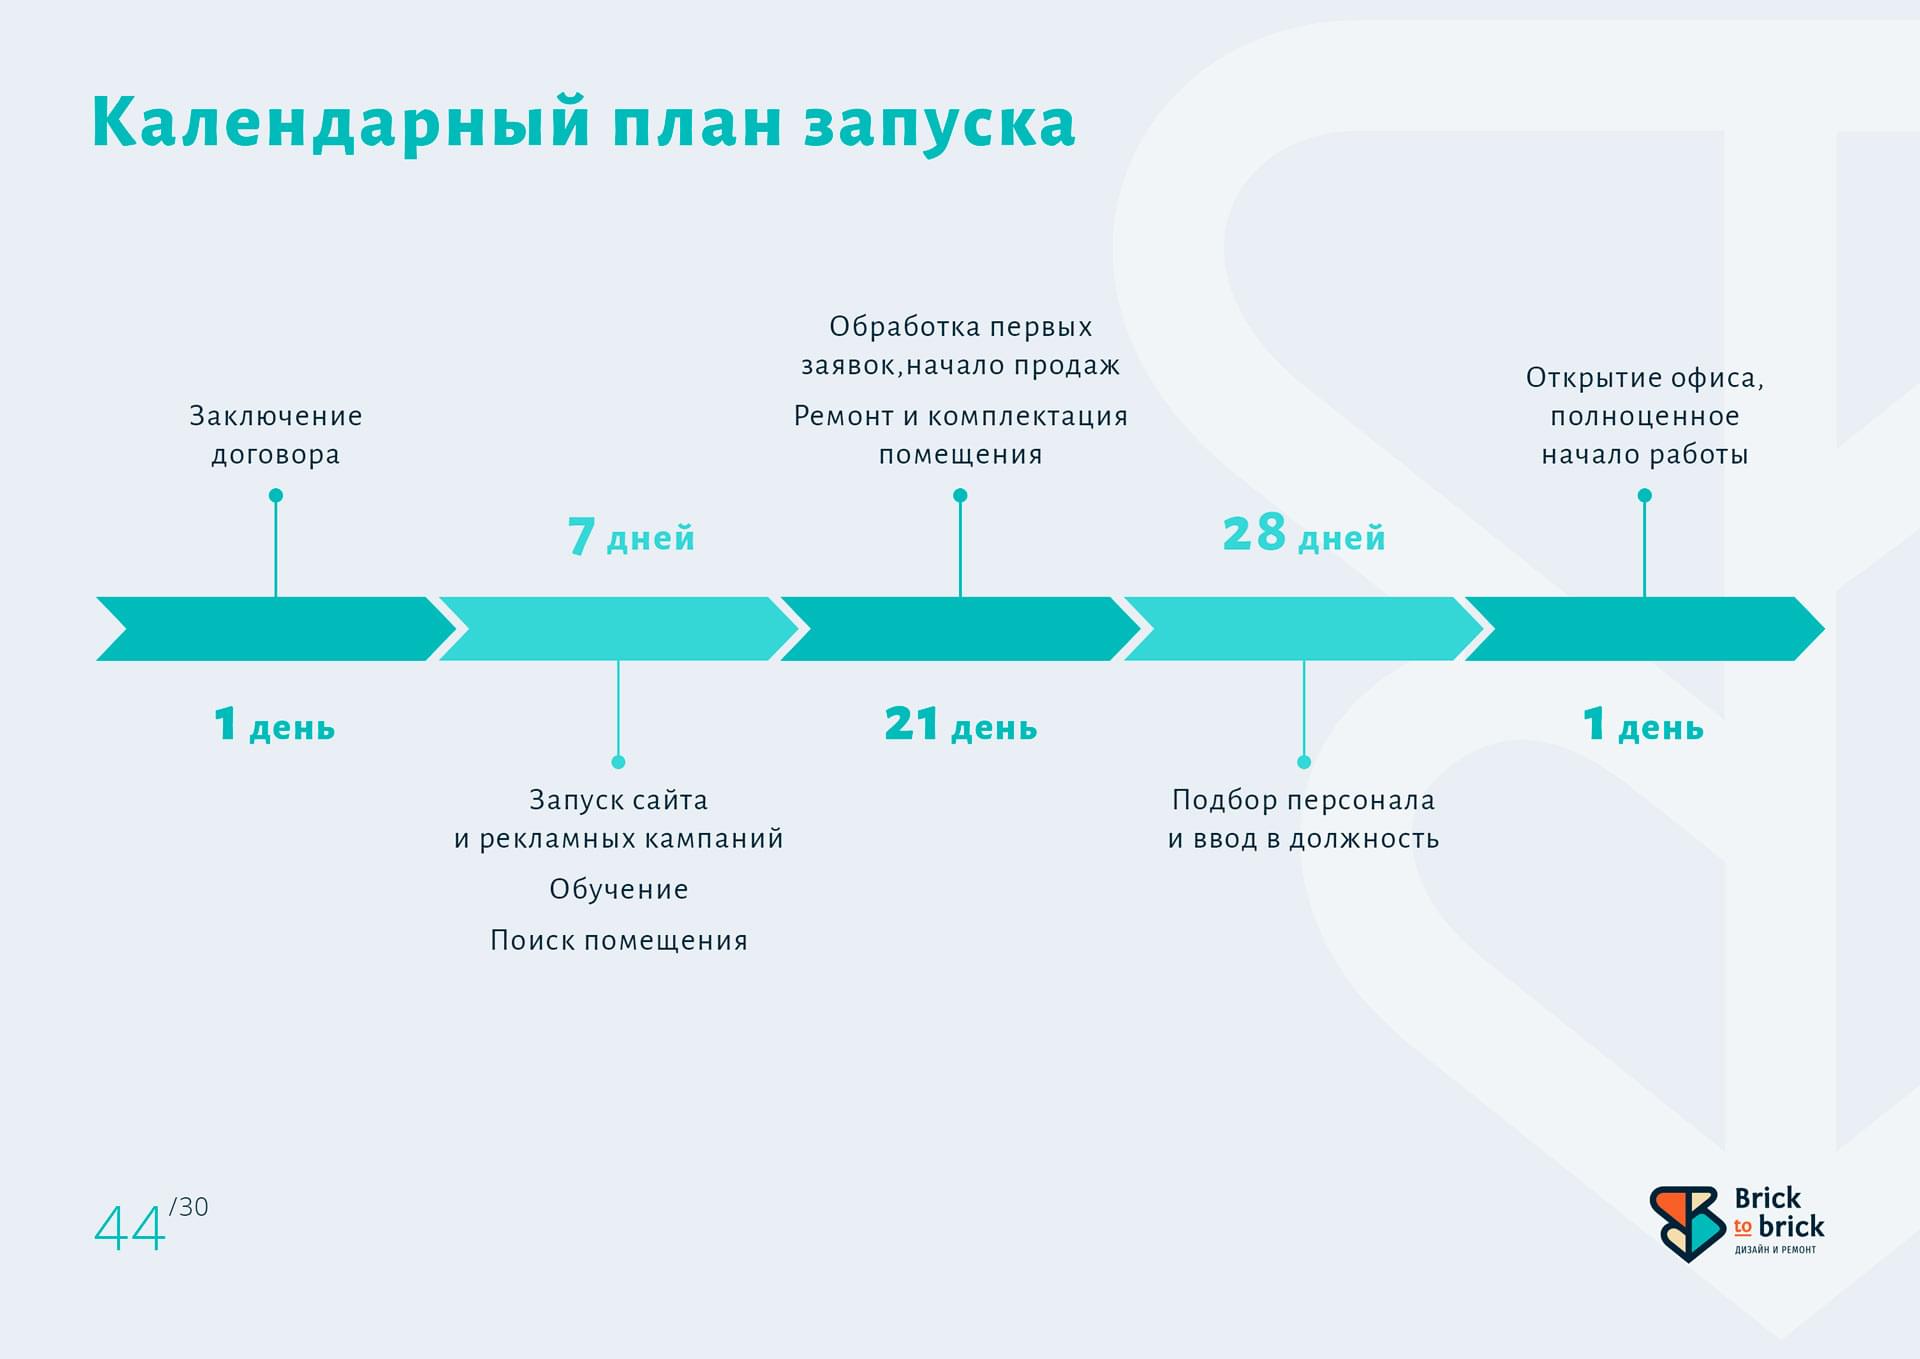 Календарный план запуска
Заключение
договора
1 день
7 дней
Запуск сайта
и рекламных кампаний
Обучение
Поиск помещения
Обработка первых
заявок,начало продаж
Ремонт и комплектация
помещения
21 день
28 дней
Подбор персонала
и ввод в должность
Открытие офиса,
полноценное
начало работы
1 день
44/30
Brick
to brick
ДИЗАЙН И РЕМОНТ